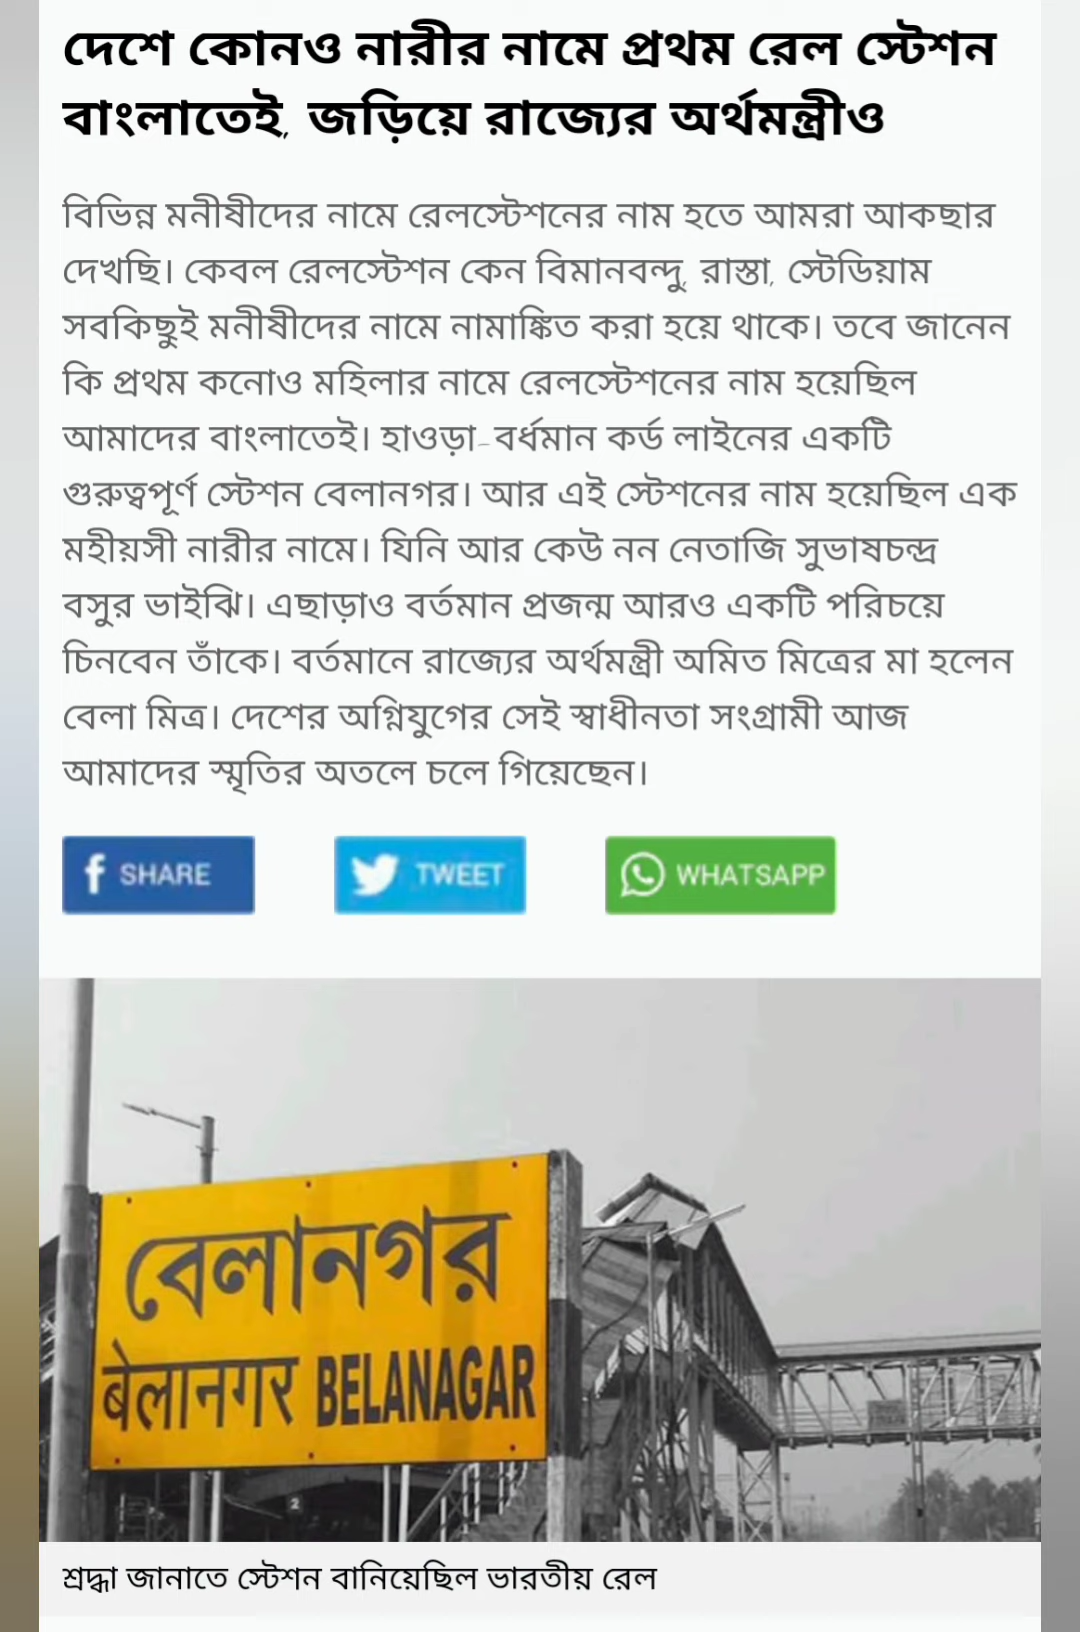 দেশে কোনও নারীর নামে প্রথম রেল স্টেশন
বাংলাতেই, জড়িয়ে রাজ্যের অর্থমন্ত্রীও
বিভিন্ন মনীষীদের নামে রেলস্টেশনের নাম হতে আমরা আকছার
দেখছি। কেবল রেলস্টেশন কেন বিমানবন্দু, রাস্তা, স্টেডিয়াম
সবকিছুই মনীষীদের নামে নামাঙ্কিত করা হয়ে থাকে। তবে জানেন
কি প্রথম কনোও মহিলার নামে রেলস্টেশনের নাম হয়েছিল
আমাদের বাংলাতেই। হাওড়া-বর্ধমান কর্ড লাইনের একটি
গুরুত্বপূর্ণ স্টেশন বেলানগর। আর এই স্টেশনের নাম হয়েছিল এক
মহীয়সী নারীর নামে। যিনি আর কেউ নন নেতাজি সুভাষচন্দ্র
বসুর ভাইঝি। এছাড়াও বর্তমান প্রজন্ম আরও একটি পরিচয়ে
চিনবেন তাঁকে। বর্তমানে রাজ্যের অর্থমন্ত্রী অমিত মিত্রের মা হলেন
বেলা মিত্র। দেশের অগ্নিযুগের সেই স্বাধীনতা সংগ্রামী আজ
আমাদের স্মৃতির অতলে চলে গিয়েছেন।
f SHARE TWEET WHATSAPP
বেলানগর
बेलानगर BELANAGAR
2
শ্রদ্ধা জানাতে স্টেশন বানিয়েছিল ভারতীয় রেল